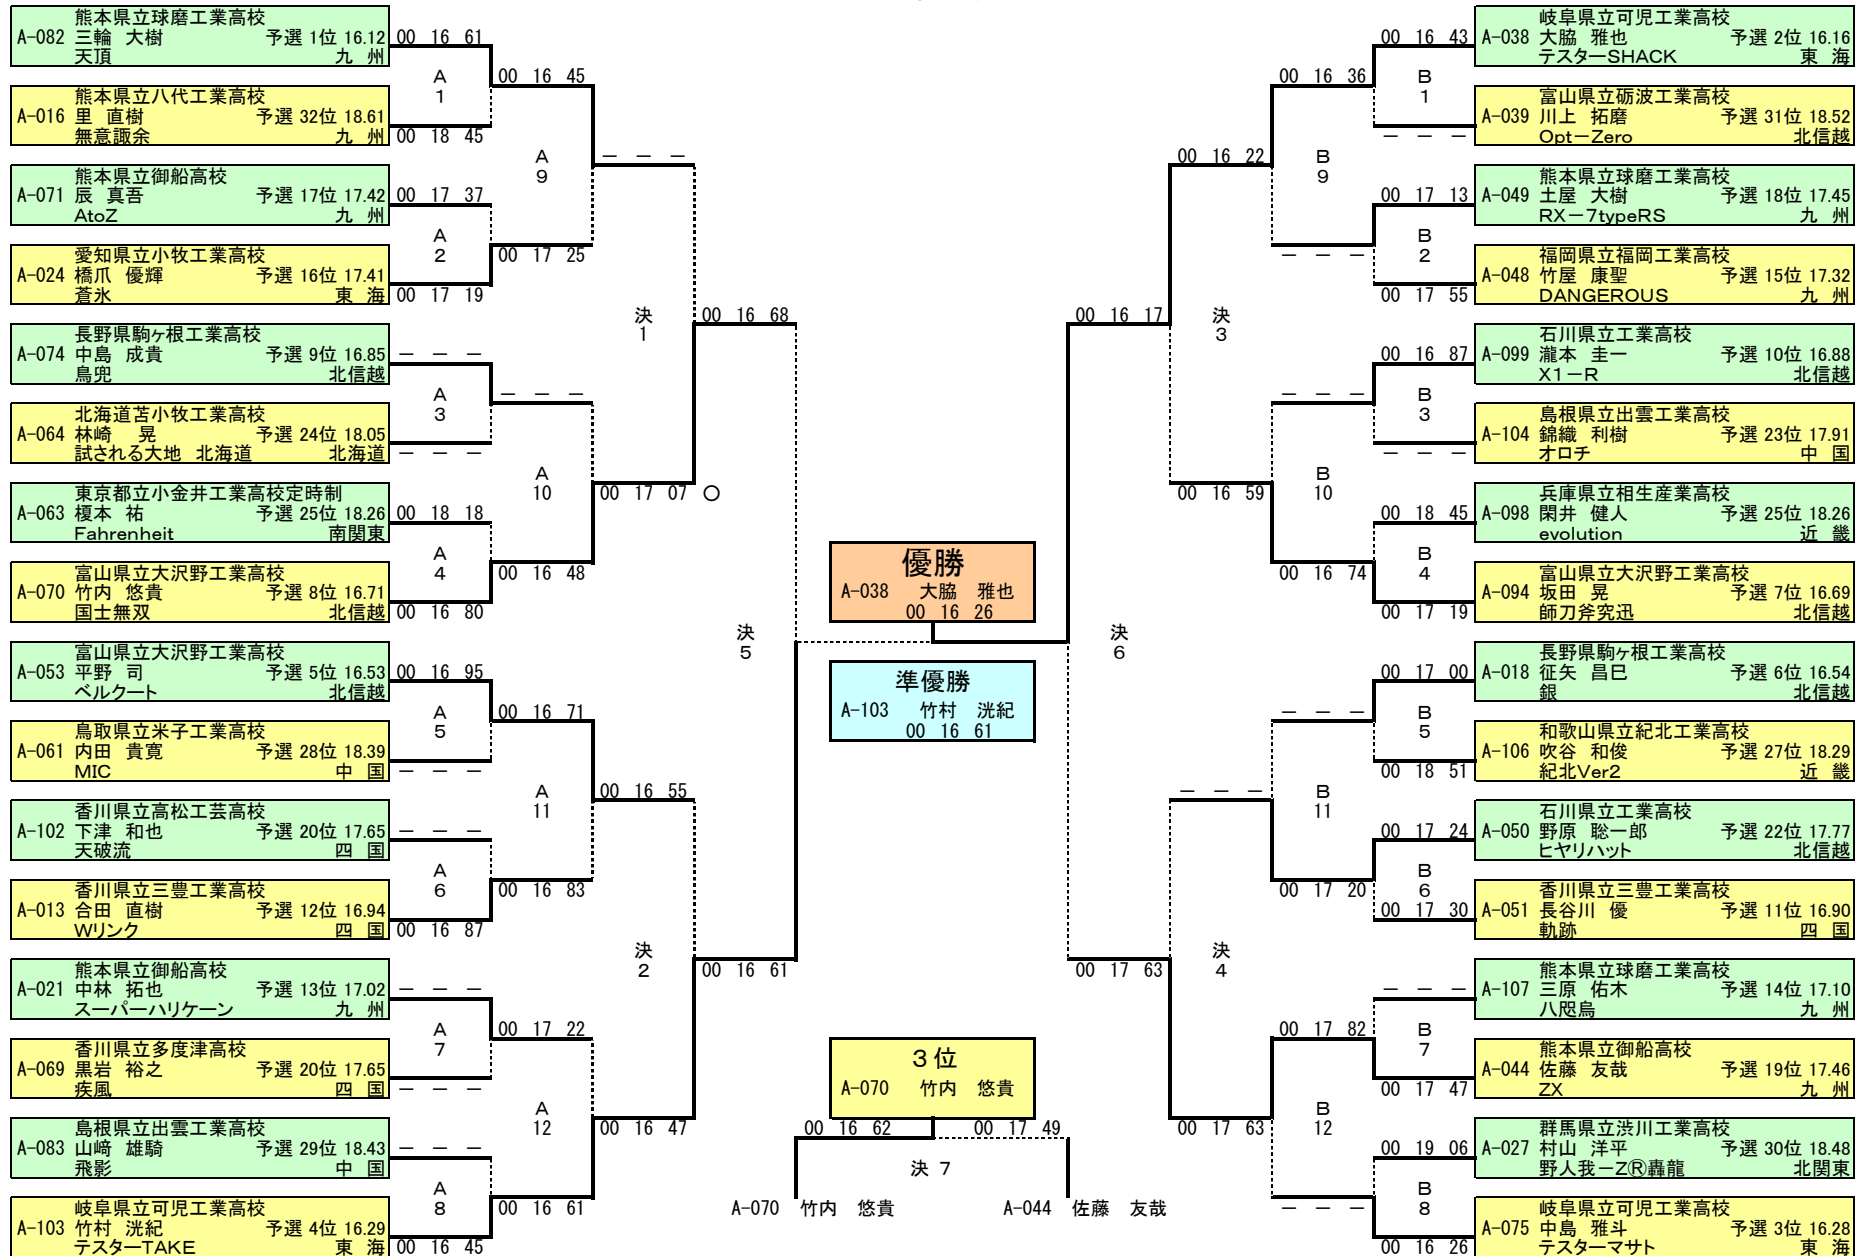 熊本県立球磨工業高校
A-082 三輪 大樹 予選 1位 16.12
天頂 九 州
00 16 61
A
1
熊本県立八代工業高校
A-016 里 直樹 予選 32位 18.61
無意識余 九 州
00 18 45
00 16 45
A
9
熊本県立御船高校
A-071 辰 真吾 予選 17位 17.42
AtoZ 九 州
00 17 37
A
2
愛知県立小牧工業高校
A-024 橋爪 優輝 予選 16位 17.41
蒼氷 東 海
00 17 19
00 17 25
－ － －
決
1
長野県駒ヶ根工業高校
A-074 中島 成貴 予選 9位 16.85
鳥兜 北信越
－ － －
A
3
北海道苫小牧工業高校
A-064 林崎 晃 予選 24位 18.05
試される大地 北海道 北海道
－ － －
－ － －
A
10
東京都立小金井工業高校定時制
A-063 榎本 祐 予選 25位 18.26
Fahrenheit 南関東
00 18 18
A
4
富山県立大沢野工業高校
A-070 竹内 悠貴 予選 8位 16.71
国士無双 北信越
00 16 80
00 16 48
00 17 07 ○
00 16 68
決
5
富山県立大沢野工業高校
A-053 平野 司 予選 5位 16.53
ベルクート 北信越
00 16 95
A
5
鳥取県立米子工業高校
A-061 内田 貴寛 予選 28位 18.39
MIC 中 国
－ － －
00 16 71
A
11
香川県立高松工芸高校
A-102 下津 和也 予選 20位 17.65
天破流 四 国
－ － －
A
6
香川県立三豊工業高校
A-013 合田 直樹 予選 12位 16.94
Wリンク 四 国
00 16 87
00 16 83
00 16 55
決
2
熊本県立御船高校
A-021 中林 拓也 予選 13位 17.02
スーパーハリケーン 九 州
－ － －
A
7
香川県立多度津高校
A-069 黒岩 裕之 予選 20位 17.65
疾風 四 国
－ － －
00 17 22
A
12
島根県立出雲工業高校
A-083 山﨑 雄騎 予選 29位 18.43
飛影 中 国
－ － －
A
8
岐阜県立可児工業高校
A-103 竹村 洸紀 予選 4位 16.29
テスターTAKE 東 海
00 16 45
00 16 61
00 16 47
00 16 61
優勝
A-038 大脇 雅也
00 16 26
準優勝
A-103 竹村 洸紀
00 16 61
３位
A-070 竹内 悠貴
00 16 62 00 17 49
決 7
A-070 竹内 悠貴 A-044 佐藤 友哉
岐阜県立可児工業高校
A-038 大脇 雅也 予選 2位 16.16
テスターSHACK 東 海
00 16 43
B
1
富山県立砺波工業高校
A-039 川上 拓磨 予選 31位 18.52
Opt－Zero 北信越
－ － －
00 16 36
B
9
熊本県立球磨工業高校
A-049 土屋 大樹 予選 18位 17.45
RX－7typeRS 九 州
00 17 13
B
2
福岡県立福岡工業高校
A-048 竹屋 康聖 予選 15位 17.32
DANGEROUS 九 州
00 17 55
－ － －
00 16 22
決
3
石川県立工業高校
A-099 瀧本 圭一 予選 10位 16.88
X1－R 北信越
00 16 87
B
3
島根県立出雲工業高校
A-104 錦織 利樹 予選 23位 17.91
オロチ 中 国
－ － －
－ － －
B
10
兵庫県立相生産業高校
A-098 閑井 健人 予選 25位 18.26
evolution 近 畿
00 18 45
B
4
富山県立大沢野工業高校
A-094 坂田 晃 予選 7位 16.69
師刀斧究迅 北信越
00 17 19
00 16 74
00 16 59
00 16 17
決
6
長野県駒ヶ根工業高校
A-018 征矢 昌巳 予選 6位 16.54
銀 北信越
00 17 00
B
5
和歌山県立紀北工業高校
A-106 吹谷 和俊 予選 27位 18.29
紀北Ver2 近 畿
00 18 51
－ － －
B
11
石川県立工業高校
A-050 野原 聡一郎 予選 22位 17.77
ヒヤリハット 北信越
00 17 24
B
6
香川県立三豊工業高校
A-051 長谷川 優 予選 11位 16.90
軌跡 四 国
00 17 30
00 17 20
－ － －
決
4
熊本県立球磨工業高校
A-107 三原 佑木 予選 14位 17.10
八咫烏 九 州
－ － －
B
7
熊本県立御船高校
A-044 佐藤 友哉 予選 19位 17.46
ZX 九 州
00 17 47
00 17 82
B
12
群馬県立渋川工業高校
A-027 村山 洋平 予選 30位 18.48
野人我－ZⓇ轟龍 北関東
00 19 06
B
8
岐阜県立可児工業高校
A-075 中島 雅斗 予選 3位 16.28
テスターマサト 東 海
00 16 26
－ － －
00 17 63
00 17 63